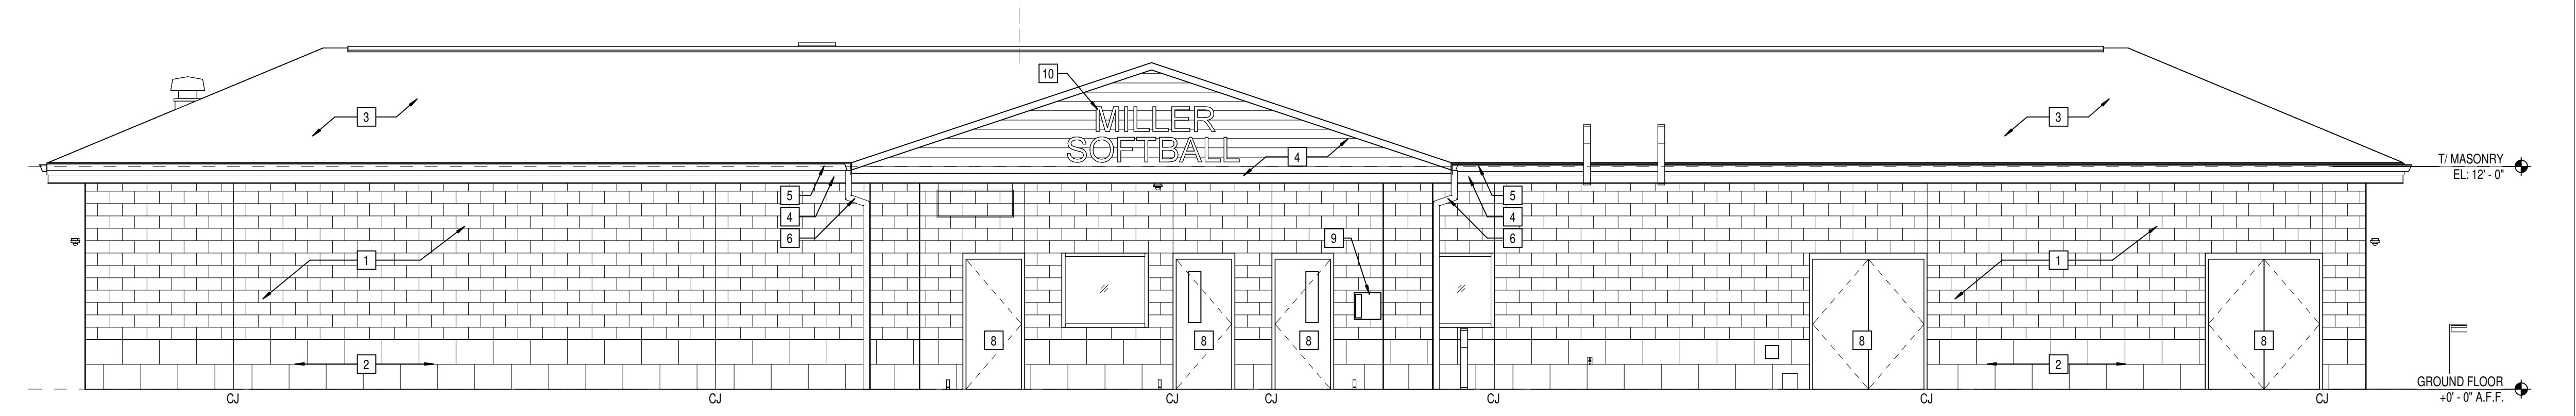 10
MILLER
SOFTBALL
3
3
4
T/ MASONRY
EL: 12' - 0"
5
4
6
5
4
6
9
1
1
8
8
8
8
8
2
2
GROUND FLOOR
+0' - 0" A.F.F.
CJ
CJ
CJ
CJ
CJ
CJ
CJ